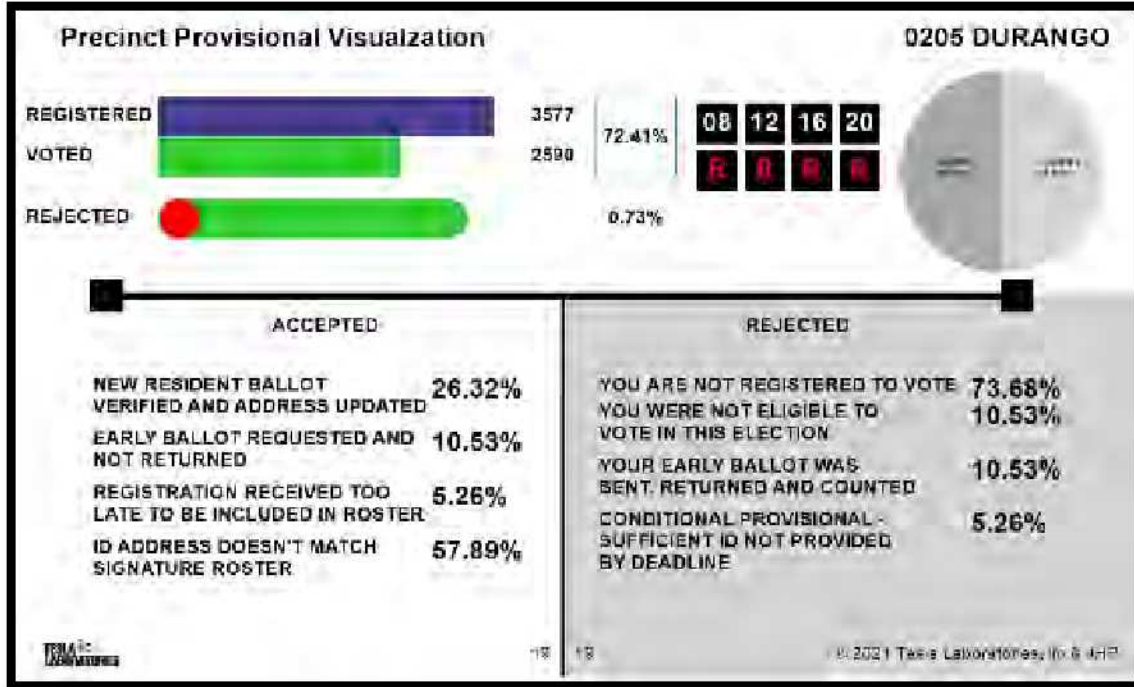 Precinct Provisional Visualzation
0205 DURANGO
REGISTERED
3577
VOTED
2590
72.41%
08 12 16 20
R R R R
REJECTED
0.73%
ACCEPTED
NEW RESIDENT BALLOT
VERIFIED AND ADDRESS UPDATED
26.32%
EARLY BALLOT REQUESTED AND
NOT RETURNED
10.53%
REGISTRATION RECEIVED TOO
LATE TO BE INCLUDED IN ROSTER
5.26%
ID ADDRESS DOESN'T MATCH
SIGNATURE ROSTER
57.89%
REJECTED
YOU ARE NOT REGISTERED TO VOTE
73.68%
YOU WERE NOT ELIGIBLE TO
VOTE IN THIS ELECTION
10.53%
YOUR EARLY BALLOT WAS
SENT, RETURNED AND COUNTED
10.53%
CONDITIONAL PROVISIONAL -
SUFFICIENT ID NOT PROVIDED
BY DEADLINE
5.26%
TESLA
LABORATORIES
19
19
© 2021 Tesla Laboratories,